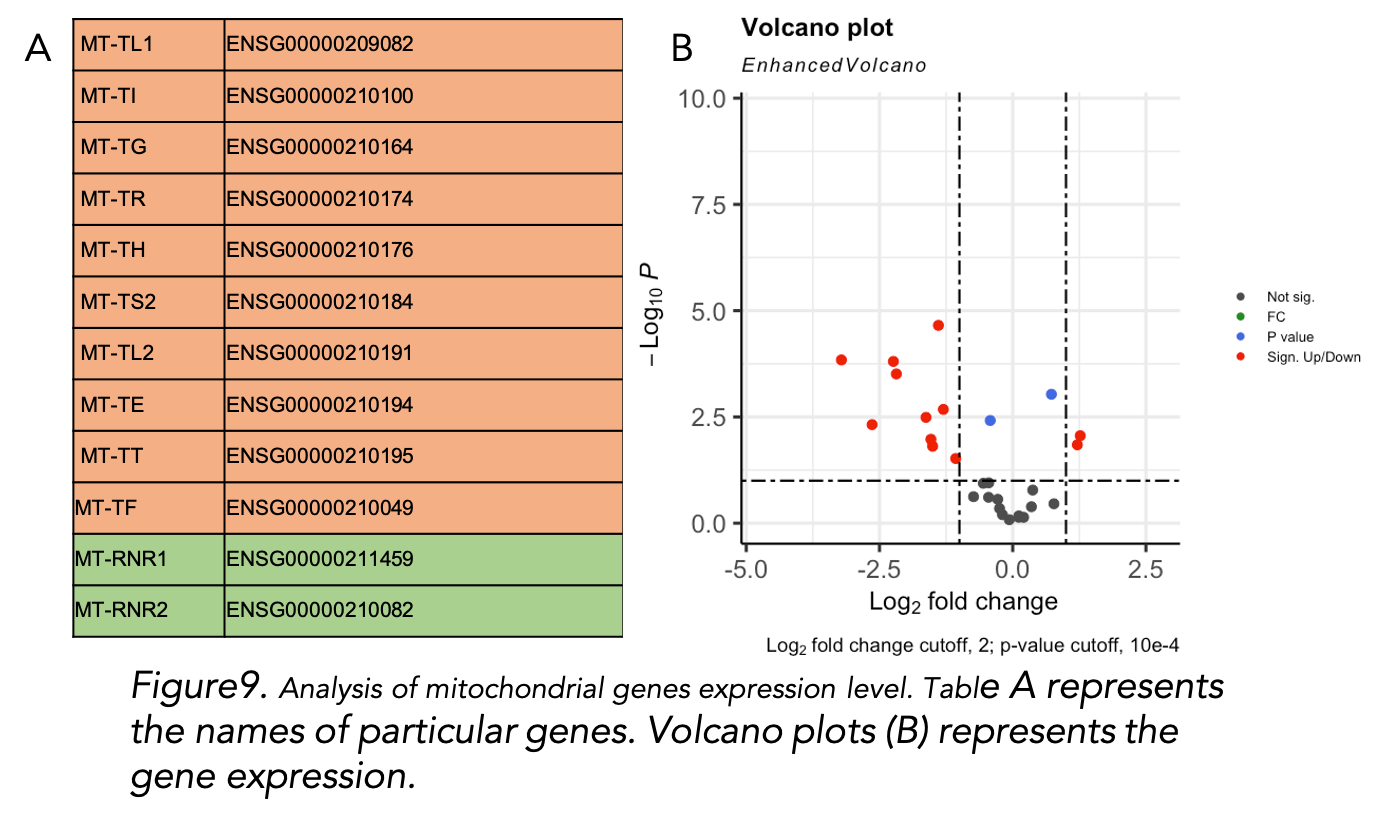 A
MT-TL1 ENSG00000209082
MT-TI ENSG00000210100
MT-TG ENSG00000210164
MT-TR ENSG00000210174
MT-TH ENSG00000210176
MT-TS2 ENSG00000210184
MT-TL2 ENSG00000210191
MT-TE ENSG00000210194
MT-TT ENSG00000210195
MT-TF ENSG00000210049
MT-RNR1 ENSG00000211459
MT-RNR2 ENSG00000210082
B
Volcano plot
EnhancedVolcano
10.0
7.5
5.0
2.5
0.0
– Log₁₀ P
-5.0 -2.5 0.0 2.5
Log₂ fold change
Not sig.
FC
P value
Sign. Up/Down
Log₂ fold change cutoff, 2; p-value cutoff, 10e-4
Figure9. Analysis of mitochondrial genes expression level. Table A represents
the names of particular genes. Volcano plots (B) represents the
gene expression.